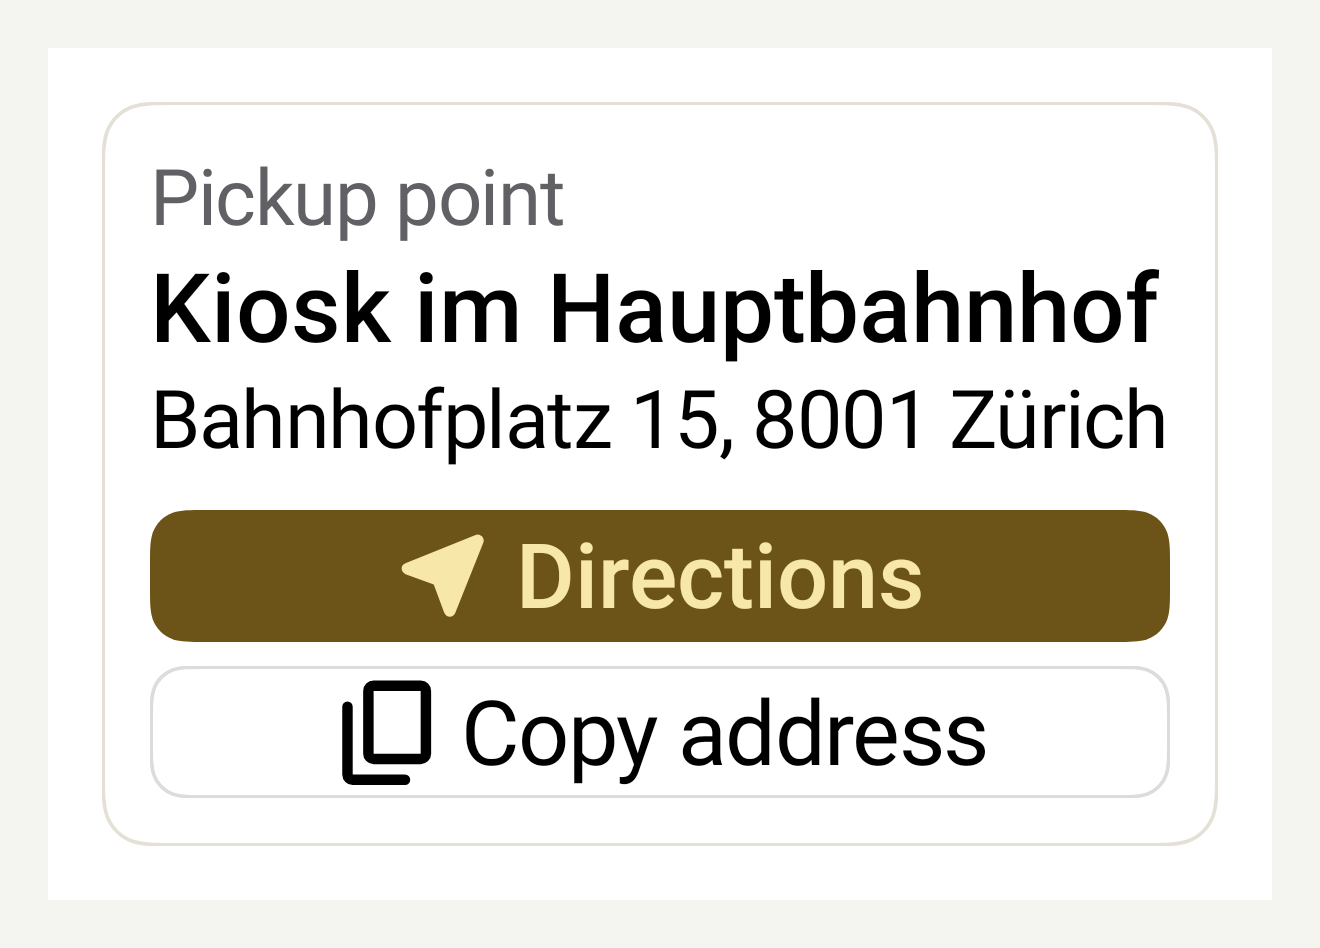 Pickup point
Kiosk im Hauptbahnhof
Bahnhofplatz 15, 8001 Zürich
Directions
Copy address